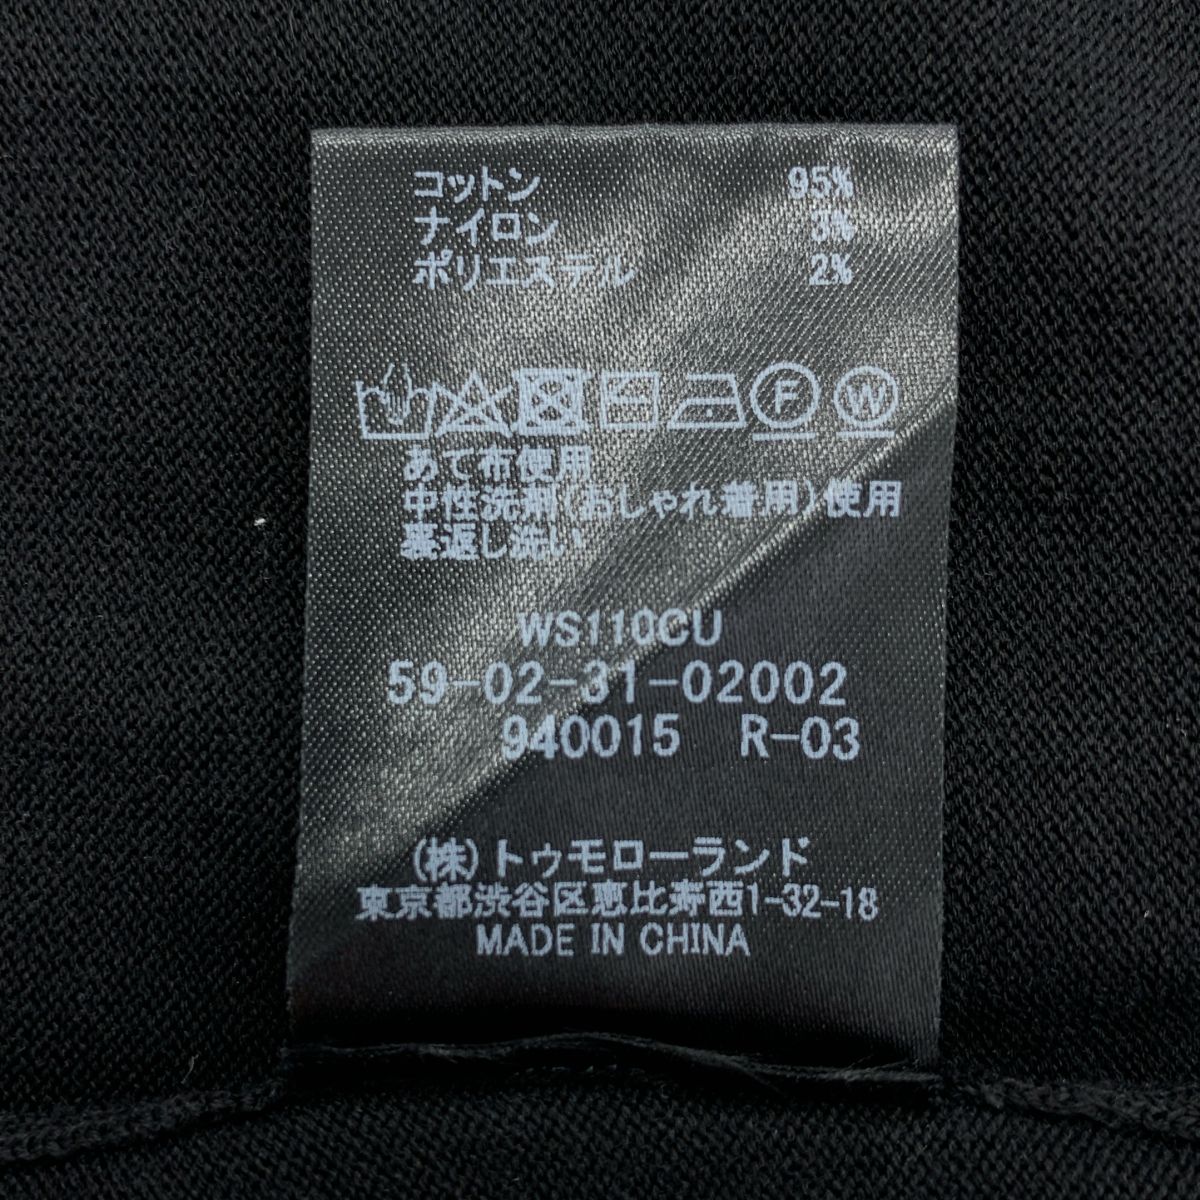 コットン 95%
ナイロン 3%
ポリエステル 2%
F W
あて布使用
中性洗剤(おしゃれ着用)使用
裏返し洗い
WS110CU
59-02-31-02002
940015 R-03
(株)トゥモローランド
東京都渋谷区恵比寿西1-32-18
MADE IN CHINA